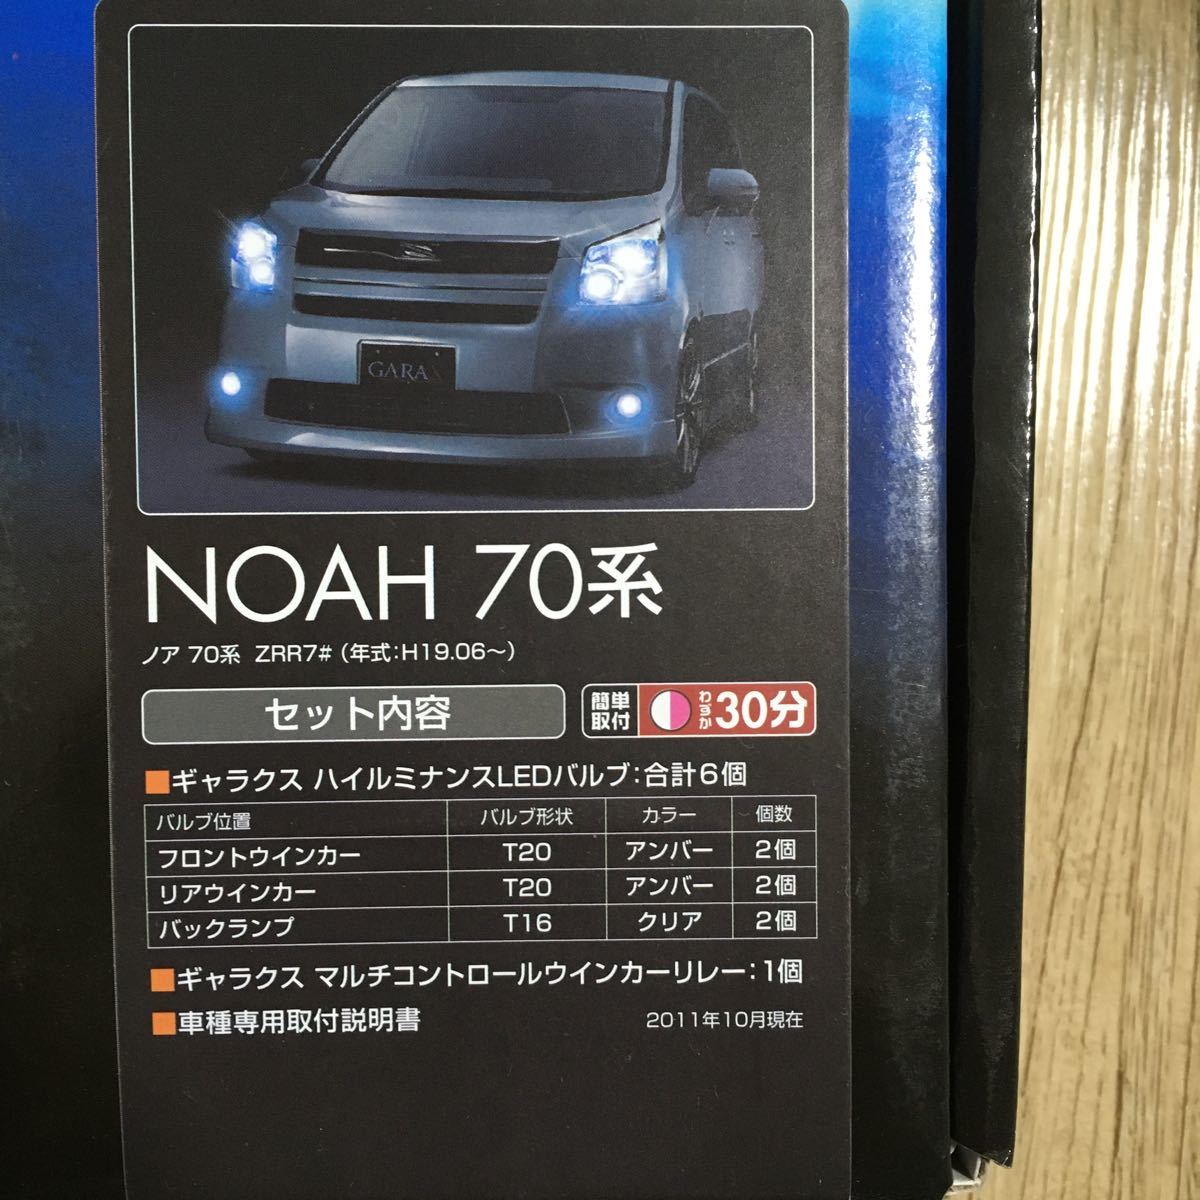 GARAX
NOAH 70系
ノア 70系 ZRR7# (年式:H19.06〜)
セット内容
簡単取付 わずか 30分
■ギャラクス ハイルミナンスLEDバルブ:合計6個
バルブ位置 バルブ形状 カラー 個数
フロントウインカー T20 アンバー 2個
リアウインカー T20 アンバー 2個
バックランプ T16 クリア 2個
■ギャラクス マルチコントロールウインカーリレー:1個
■車種専用取付説明書 2011年10月現在